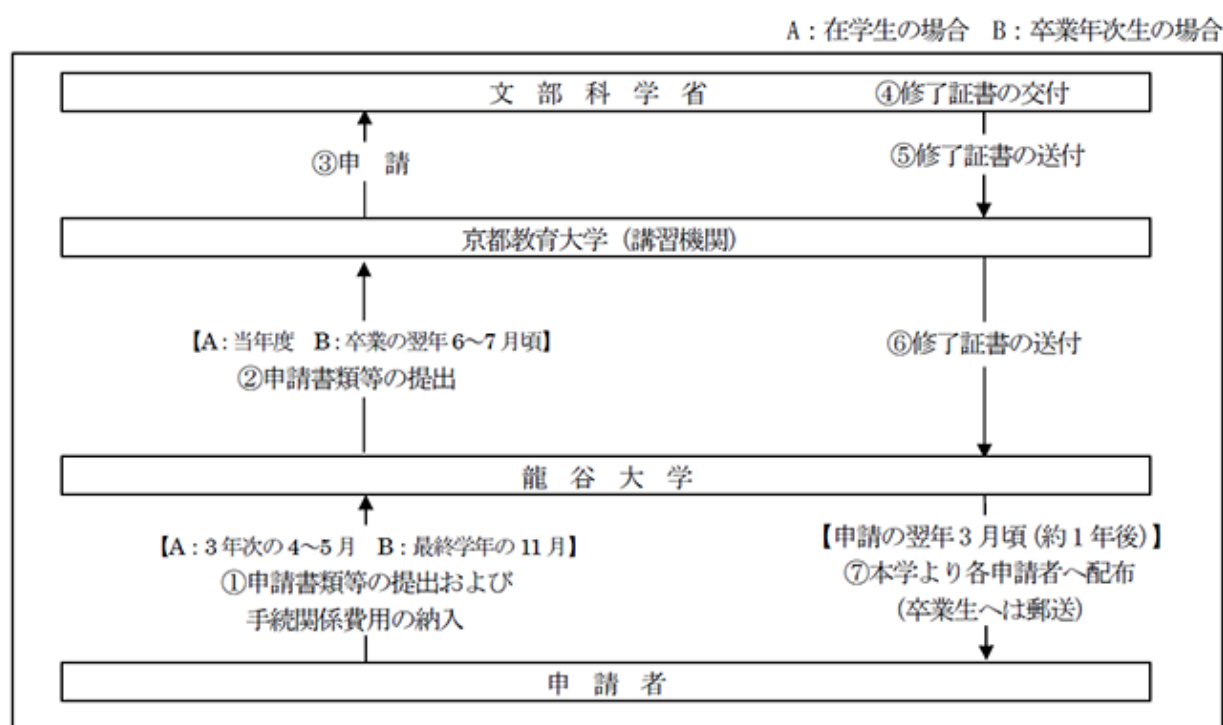 A：在学生の場合　B：卒業年次生の場合
文　部　科　学　省
④修了証書の交付
③申　請
⑤修了証書の送付
京都教育大学（講習機関）
【A：当年度　B：卒業の翌年6～7月頃】
②申請書類等の提出
⑥修了証書の送付
龍　谷　大　学
【A：3年次の4～5月　B：最終学年の11月】
①申請書類等の提出および
手続関係費用の納入
【申請の翌年3月頃（約1年後）】
⑦本学より各申請者へ配布
（卒業生へは郵送）
申　請　者